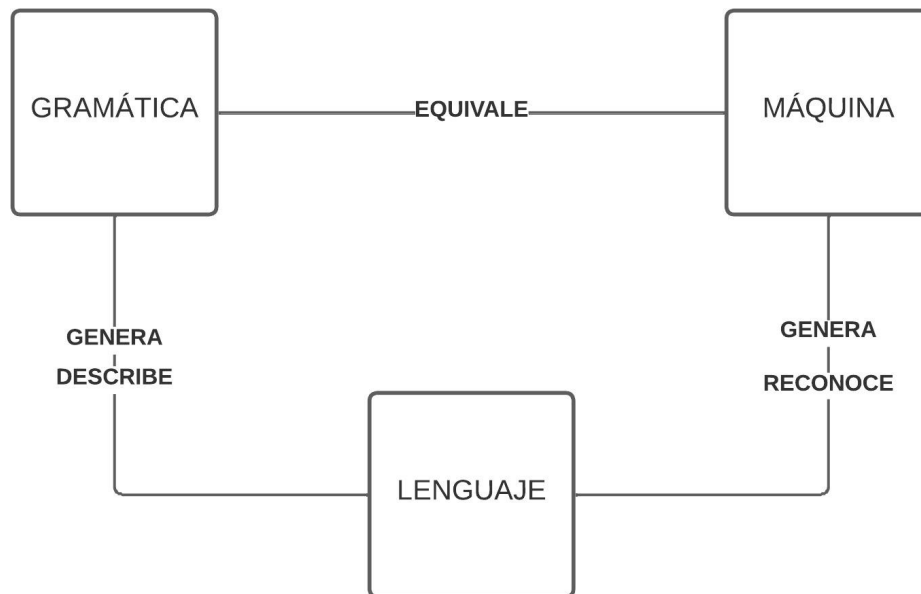 GRAMÁTICA
EQUIVALE
MÁQUINA
GENERA
DESCRIBE
GENERA
RECONOCE
LENGUAJE